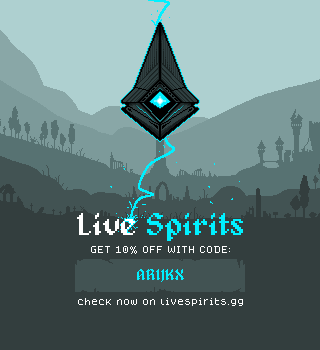 Live Spirits
GET 10% OFF WITH CODE:
ARIJKX
check now on livespirits.gg